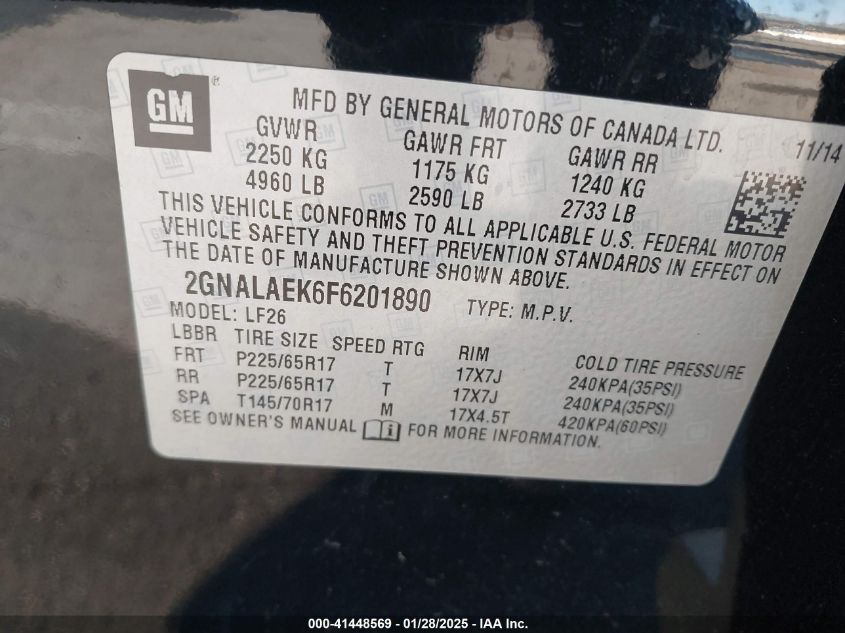 GM
MFD BY GENERAL MOTORS OF CANADA LTD.
11/14
GVWR GAWR FRT GAWR RR
2250 KG 1175 KG 1240 KG
4960 LB 2590 LB 2733 LB
THIS VEHICLE CONFORMS TO ALL APPLICABLE U.S. FEDERAL MOTOR
VEHICLE SAFETY AND THEFT PREVENTION STANDARDS IN EFFECT ON
THE DATE OF MANUFACTURE SHOWN ABOVE.
2GNALAEK6F6201890 TYPE: M.P.V.
MODEL: LF26
LBBR TIRE SIZE SPEED RTG RIM COLD TIRE PRESSURE
FRT P225/65R17 T 17X7J 240KPA(35PSI)
RR P225/65R17 T 17X7J 240KPA(35PSI)
SPA T145/70R17 M 17X4.5T 420KPA(60PSI)
SEE OWNER'S MANUAL FOR MORE INFORMATION.
000-41448569 | 01/28/2025 - IAA Inc.